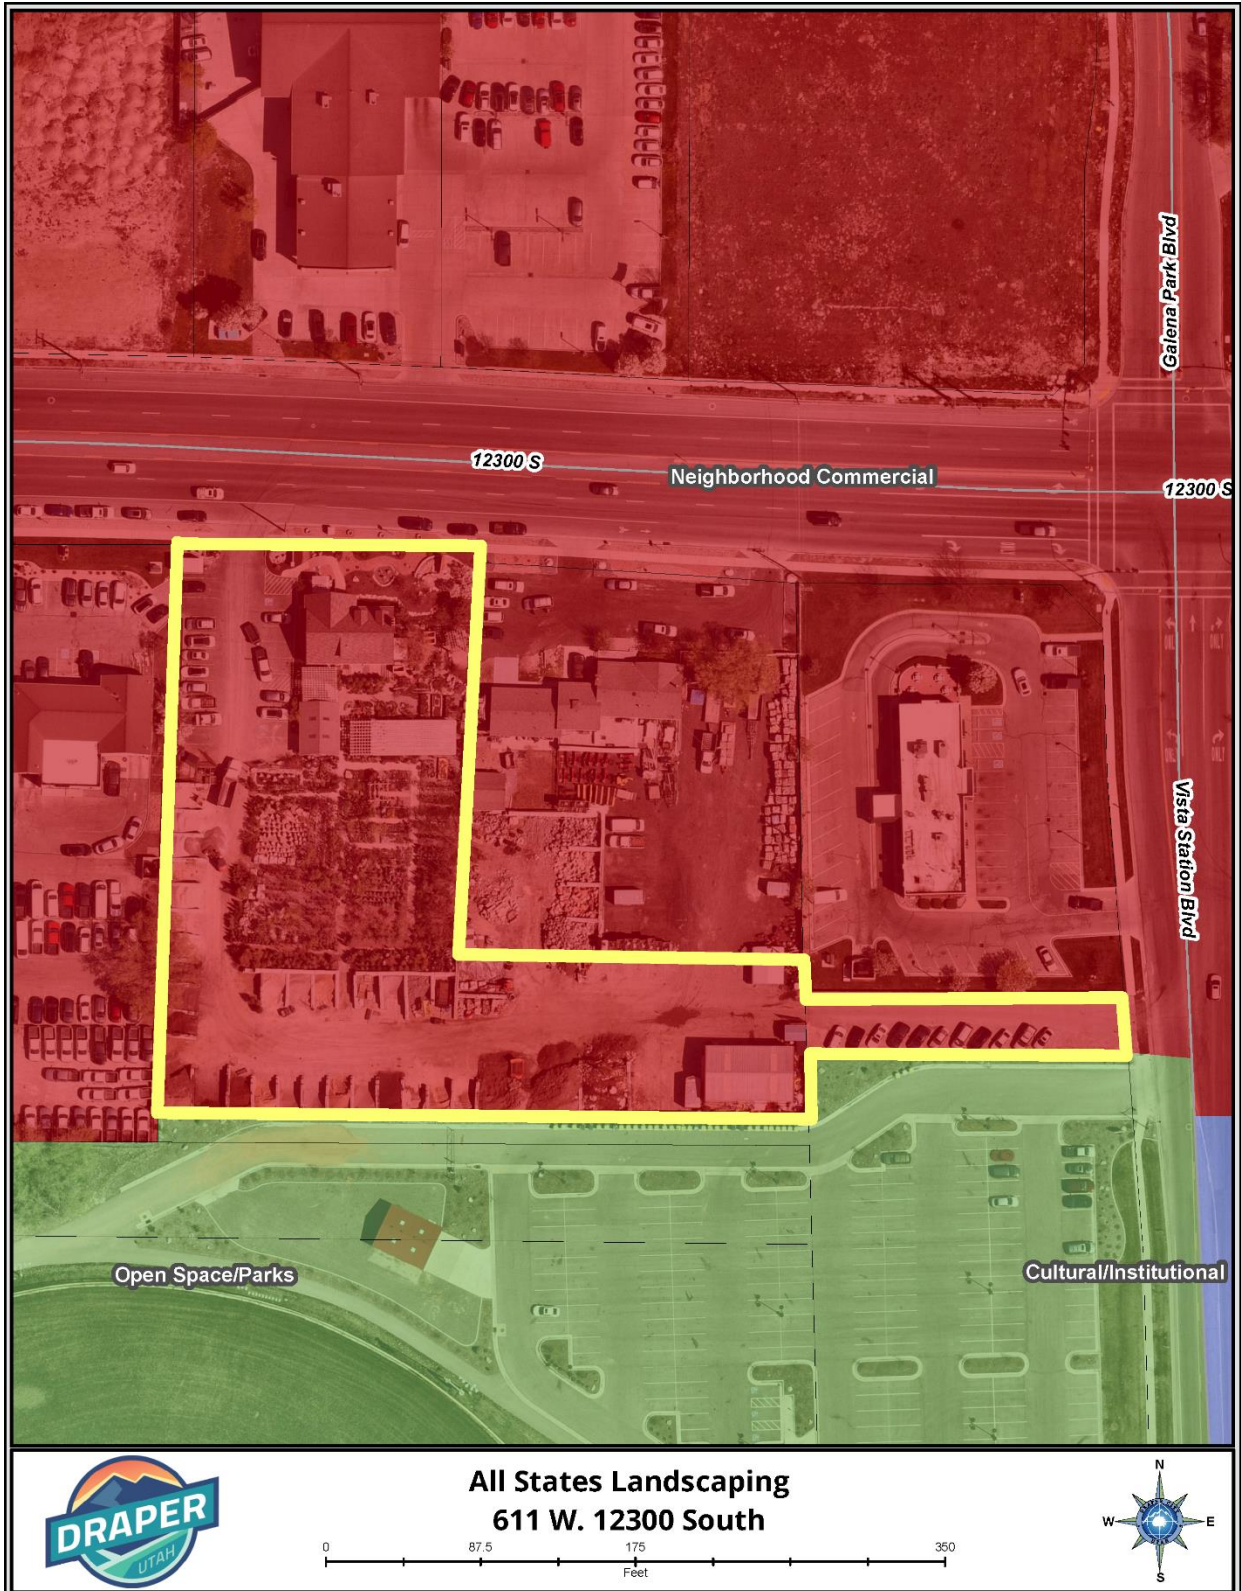 Galena Park Blvd
12300 S
Neighborhood Commercial
12300 S
Vista Station Blvd
Open Space/Parks
Cultural/Institutional
DRAPER
UTAH
All States Landscaping
611 W. 12300 South
0 87.5 175 350
Feet
N
W E
S